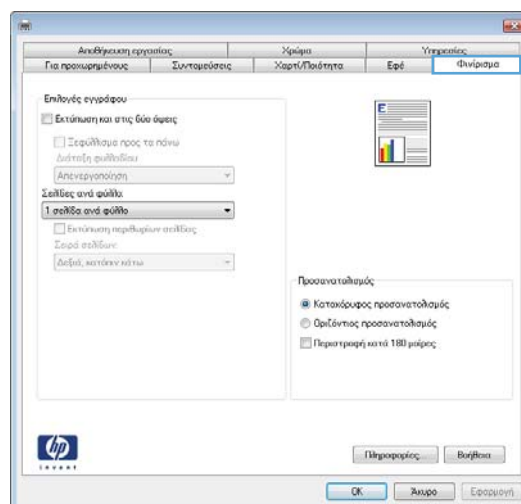 Αποθήκευση εργασίας Χρώμα Υπηρεσίες
Για προχωρημένους Συντομεύσεις Χαρτί/Ποιότητα Εφέ Φινίρισμα
Επιλογές εγγράφου
Εκτύπωση και στις δύο όψεις
Ξεφύλλισμα προς τα πάνω
Διάταξη φυλλαδίου
Απενεργοποίηση
Σελίδες ανά φύλλο:
1 σελίδα ανά φύλλο
Εκτύπωση περιθωρίων σελίδας
Σειρά σελίδων:
Δεξιά, κατόπιν κάτω
E
Προσανατολισμός
Κατακόρυφος προσανατολισμός
Οριζόντιος προσανατολισμός
Περιστροφή κατά 180 μοίρες
hp
invent
Πληροφορίες... Βοήθεια
OK Άκυρο Εφαρμογή